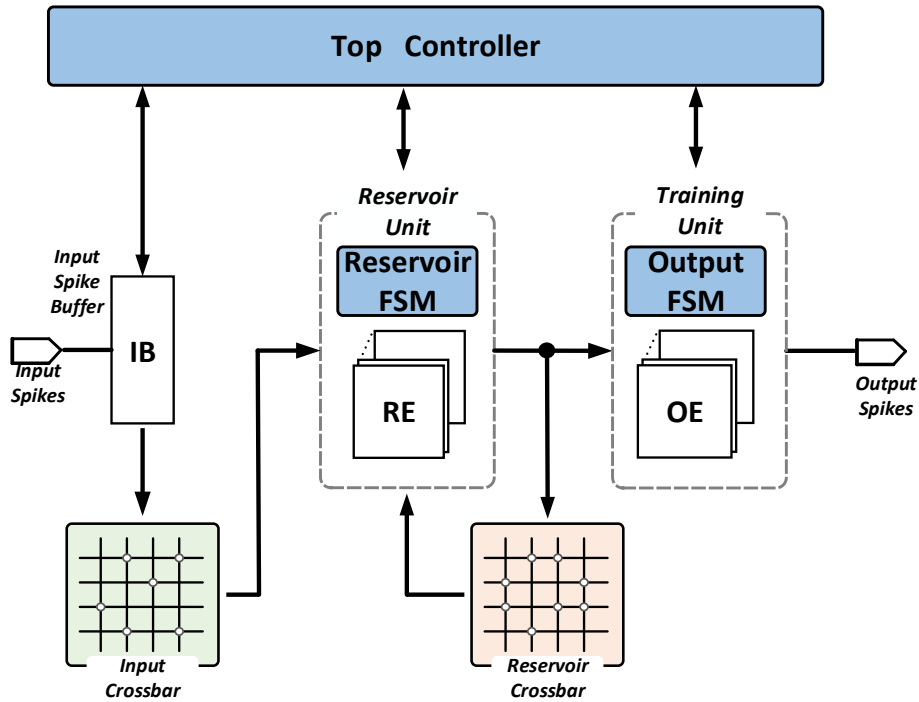 Top Controller
Reservoir
Unit
Training
Unit
Input
Spike
Buffer
Reservoir
FSM
Output
FSM
IB
Input
Spikes
RE
OE
Output
Spikes
Input
Crossbar
Reservoir
Crossbar